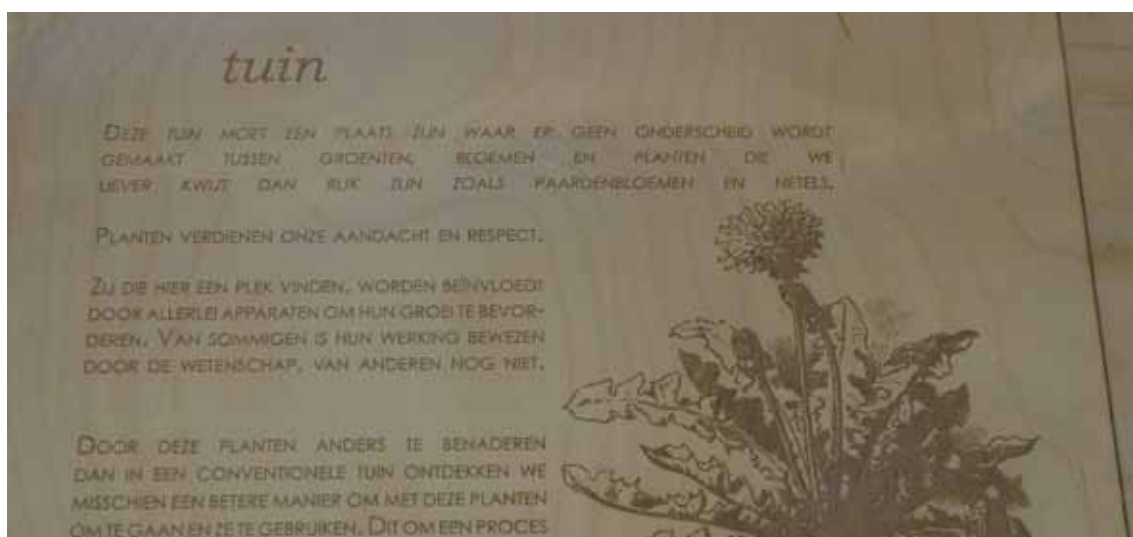 tuin
DEZE TUIN MOET EEN PLAATS ZIJN WAAR ER GEEN ONDERSCHEID WORDT
GEMAAKT TUSSEN GROENTEN, BLOEMEN EN PLANTEN DIE WE
LIEVER KWIJT DAN RIJK ZIJN ZOALS PAARDENBLOEMEN EN NETELS.
PLANTEN VERDIENEN ONZE AANDACHT EN RESPECT.
ZIJ DIE HIER EEN PLEK VINDEN, WORDEN BEÏNVLOEDT
DOOR ALLERLEI APPARATEN OM HUN GROEI TE BEVOR-
DEREN. VAN SOMMIGEN IS HUN WERKING BEWEZEN
DOOR DE WETENSCHAP, VAN ANDEREN NOG NIET.
DOOR DEZE PLANTEN ANDERS TE BENADEREN
DAN IN EEN CONVENTIONELE TUIN ONTDEKKEN WE
MISSCHIEN EEN BETERE MANIER OM MET DEZE PLANTEN
OM TE GAAN EN ZE TE GEBRUIKEN. DIT OM EEN PROCES